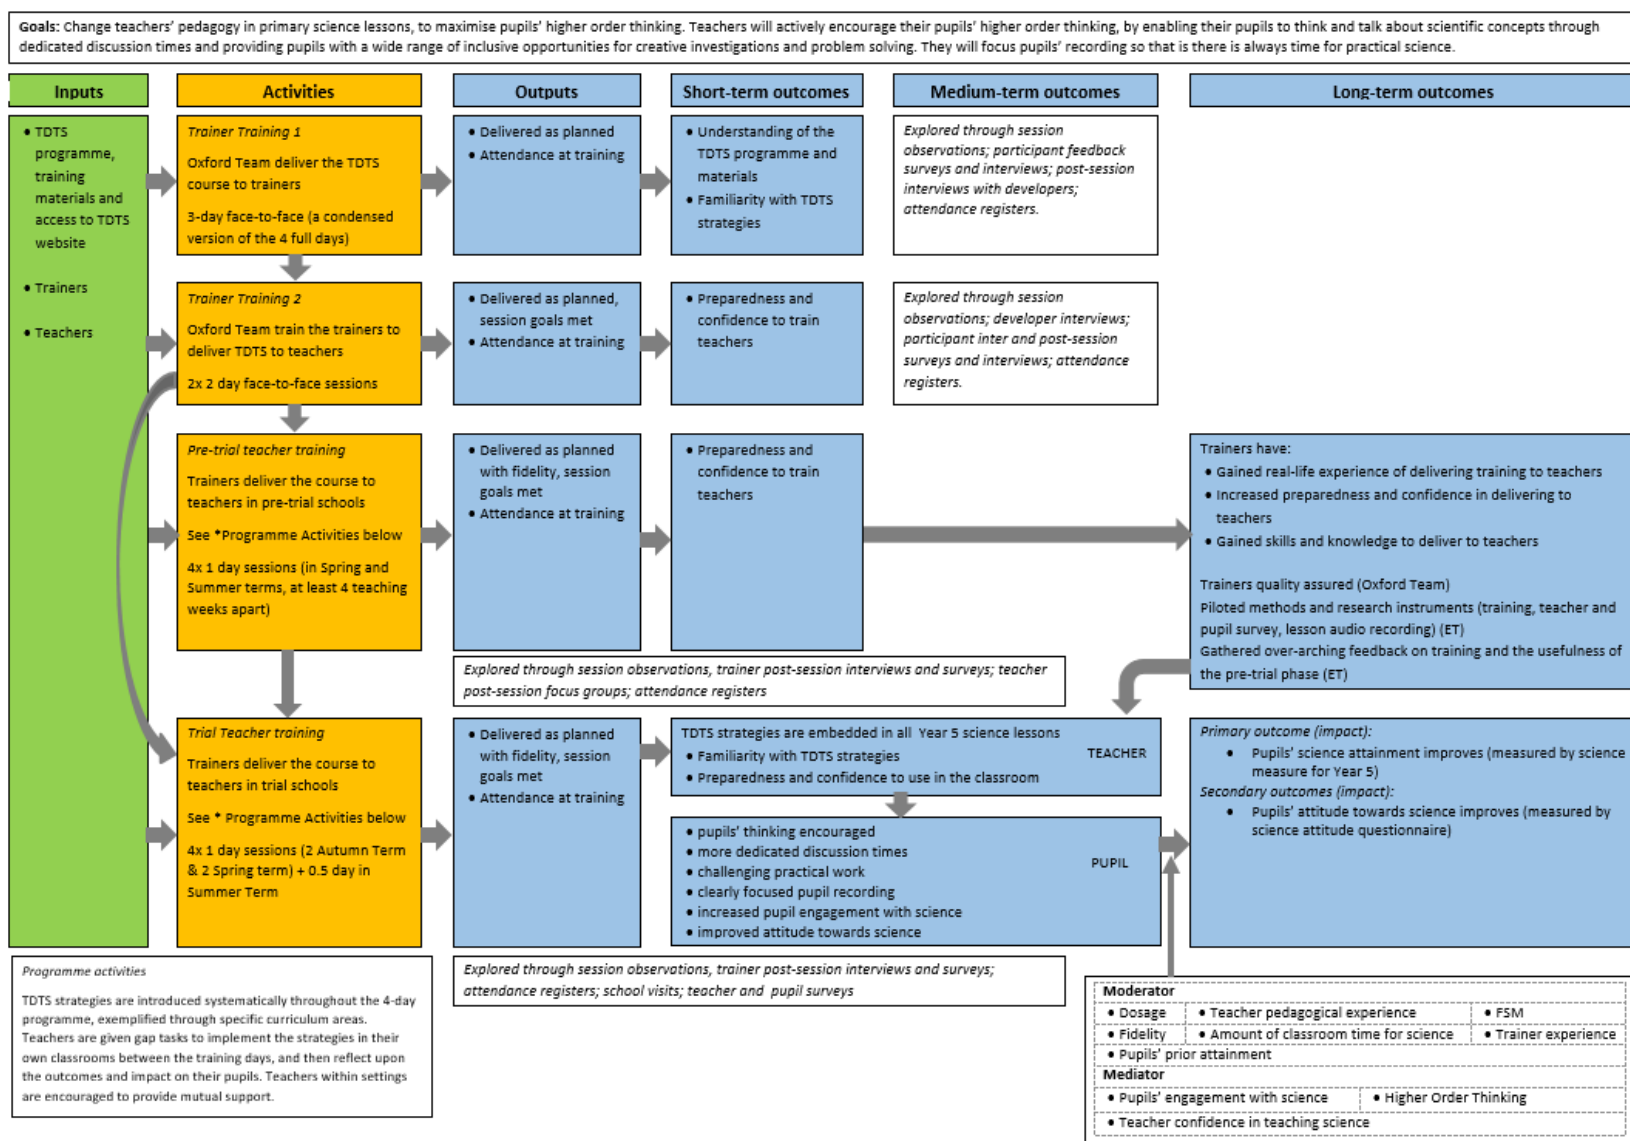 Goals: Change teachers' pedagogy in primary science lessons, to maximise pupils' higher order thinking. Teachers will actively encourage their pupils' higher order thinking, by enabling their pupils to think and talk about scientific concepts through
dedicated discussion times and providing pupils with a wide range of inclusive opportunities for creative investigations and problem solving. They will focus pupils' recording so that is there is always time for practical science.
Inputs
Activities
Outputs
Short-term outcomes
Medium-term outcomes
Long-term outcomes
• TDTS
programme,
training
materials and
access to TDTS
website
• Trainers
• Teachers
Trainer Training 1
Oxford Team deliver the TDTS
course to trainers
3-day face-to-face (a condensed
version of the 4 full days)
• Delivered as planned
• Attendance at training
• Understanding of the
TDTS programme and
materials
• Familiarity with TDTS
strategies
Explored through session
observations; participant feedback
surveys and interviews; post-session
interviews with developers;
attendance registers.
Trainer Training 2
Oxford Team train the trainers to
deliver TDTS to teachers
2x 2 day face-to-face sessions
• Delivered as planned,
session goals met
• Attendance at training
• Preparedness and
confidence to train
teachers
Explored through session
observations; developer interviews;
participant inter and post-session
surveys and interviews; attendance
registers.
Pre-trial teacher training
Trainers deliver the course to
teachers in pre-trial schools
See *Programme Activities below
4x 1 day sessions (in Spring and
Summer terms, at least 4 teaching
weeks apart)
• Delivered as planned
with fidelity, session
goals met
• Attendance at training
• Preparedness and
confidence to train
teachers
Trainers have:
• Gained real-life experience of delivering training to teachers
• Increased preparedness and confidence in delivering to
teachers
• Gained skills and knowledge to deliver to teachers
Trainers quality assured (Oxford Team)
Piloted methods and research instruments (training, teacher and
pupil survey, lesson audio recording) (ET)
Gathered over-arching feedback on training and the usefulness of
the pre-trial phase (ET)
Explored through session observations, trainer post-session interviews and surveys; teacher
post-session focus groups; attendance registers
Trial Teacher training
Trainers deliver the course to
teachers in trial schools
See * Programme Activities below
4x 1 day sessions (2 Autumn Term
& 2 Spring term) + 0.5 day in
Summer Term
• Delivered as planned
with fidelity, session
goals met
• Attendance at training
TDTS strategies are embedded in all Year 5 science lessons
• Familiarity with TDTS strategies
• Preparedness and confidence to use in the classroom
TEACHER
• pupils' thinking encouraged
• more dedicated discussion times
• challenging practical work
• clearly focused pupil recording
• increased pupil engagement with science
• improved attitude towards science
PUPIL
Primary outcome (impact):
• Pupils' science attainment improves (measured by science
measure for Year 5)
Secondary outcomes (impact):
• Pupils' attitude towards science improves (measured by
science attitude questionnaire)
Programme activities
TDTS strategies are introduced systematically throughout the 4-day
programme, exemplified through specific curriculum areas.
Teachers are given gap tasks to implement the strategies in their
own classrooms between the training days, and then reflect upon
the outcomes and impact on their pupils. Teachers within settings
are encouraged to provide mutual support.
Explored through session observations, trainer post-session interviews and surveys;
attendance registers; school visits; teacher and pupil surveys
Moderator
• Dosage • Teacher pedagogical experience • FSM
• Fidelity • Amount of classroom time for science • Trainer experience
• Pupils' prior attainment
Mediator
• Pupils' engagement with science • Higher Order Thinking
• Teacher confidence in teaching science